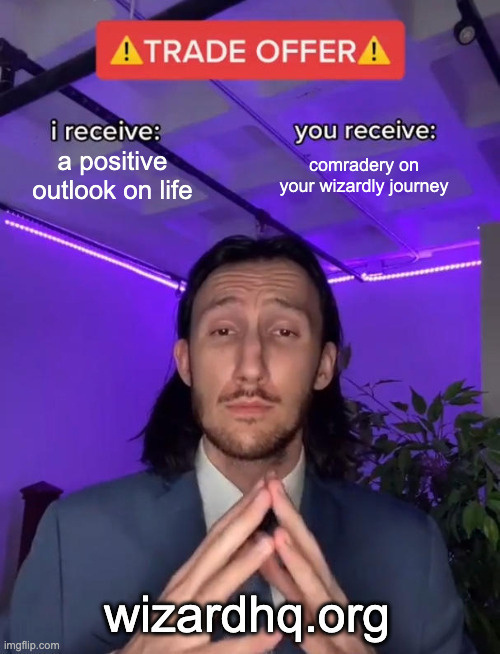 ⚠️TRADE OFFER⚠️
i receive:
a positive
outlook on life
you receive:
comradery on
your wizardly journey
wizardhq.org
imgflip.com